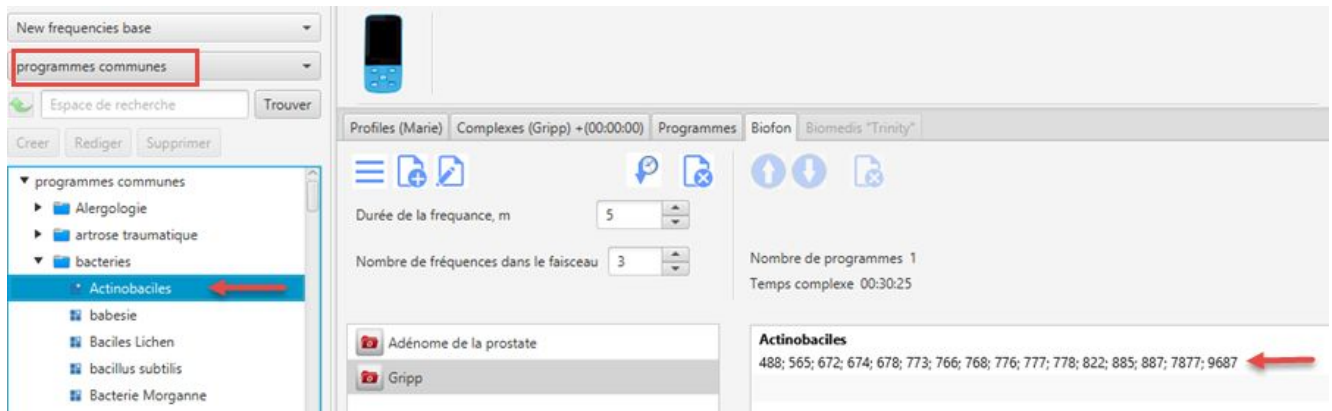 New frequencies base
programmes communes
Espace de recherche Trouver
Creer Rediger Supprimer
programmes communes
Alergologie
artrose traumatique
bacteries
Actinobaciles
babesie
Baciles Lichen
bacillus subtilis
Bacterie Morganne
Profiles (Marie) Complexes (Gripp) +(00:00:00) Programmes Biofon Biomedis "Trinity"
Durée de la frequance, m 5
Nombre de fréquences dans le faisceau 3
Nombre de programmes 1
Temps complexe 00:30:25
Adénome de la prostate
Gripp
Actinobaciles
488; 565; 672; 674; 678; 773; 766; 768; 776; 777; 778; 822; 885; 887; 7877; 9687